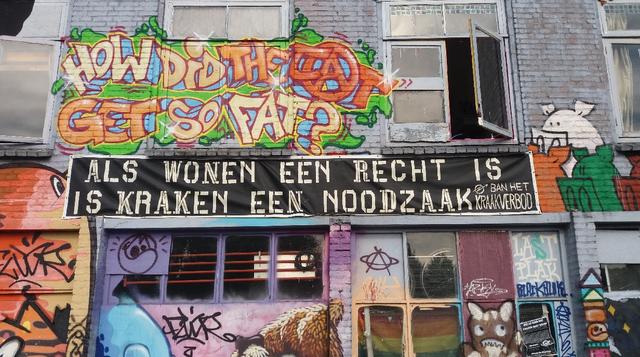 HOW DID THE CAT
GET SO FAT?
ALS WONEN EEN RECHT IS
IS KRAKEN EEN NOODZAAK
BAN HET
KRAAKVERBOD
LAST